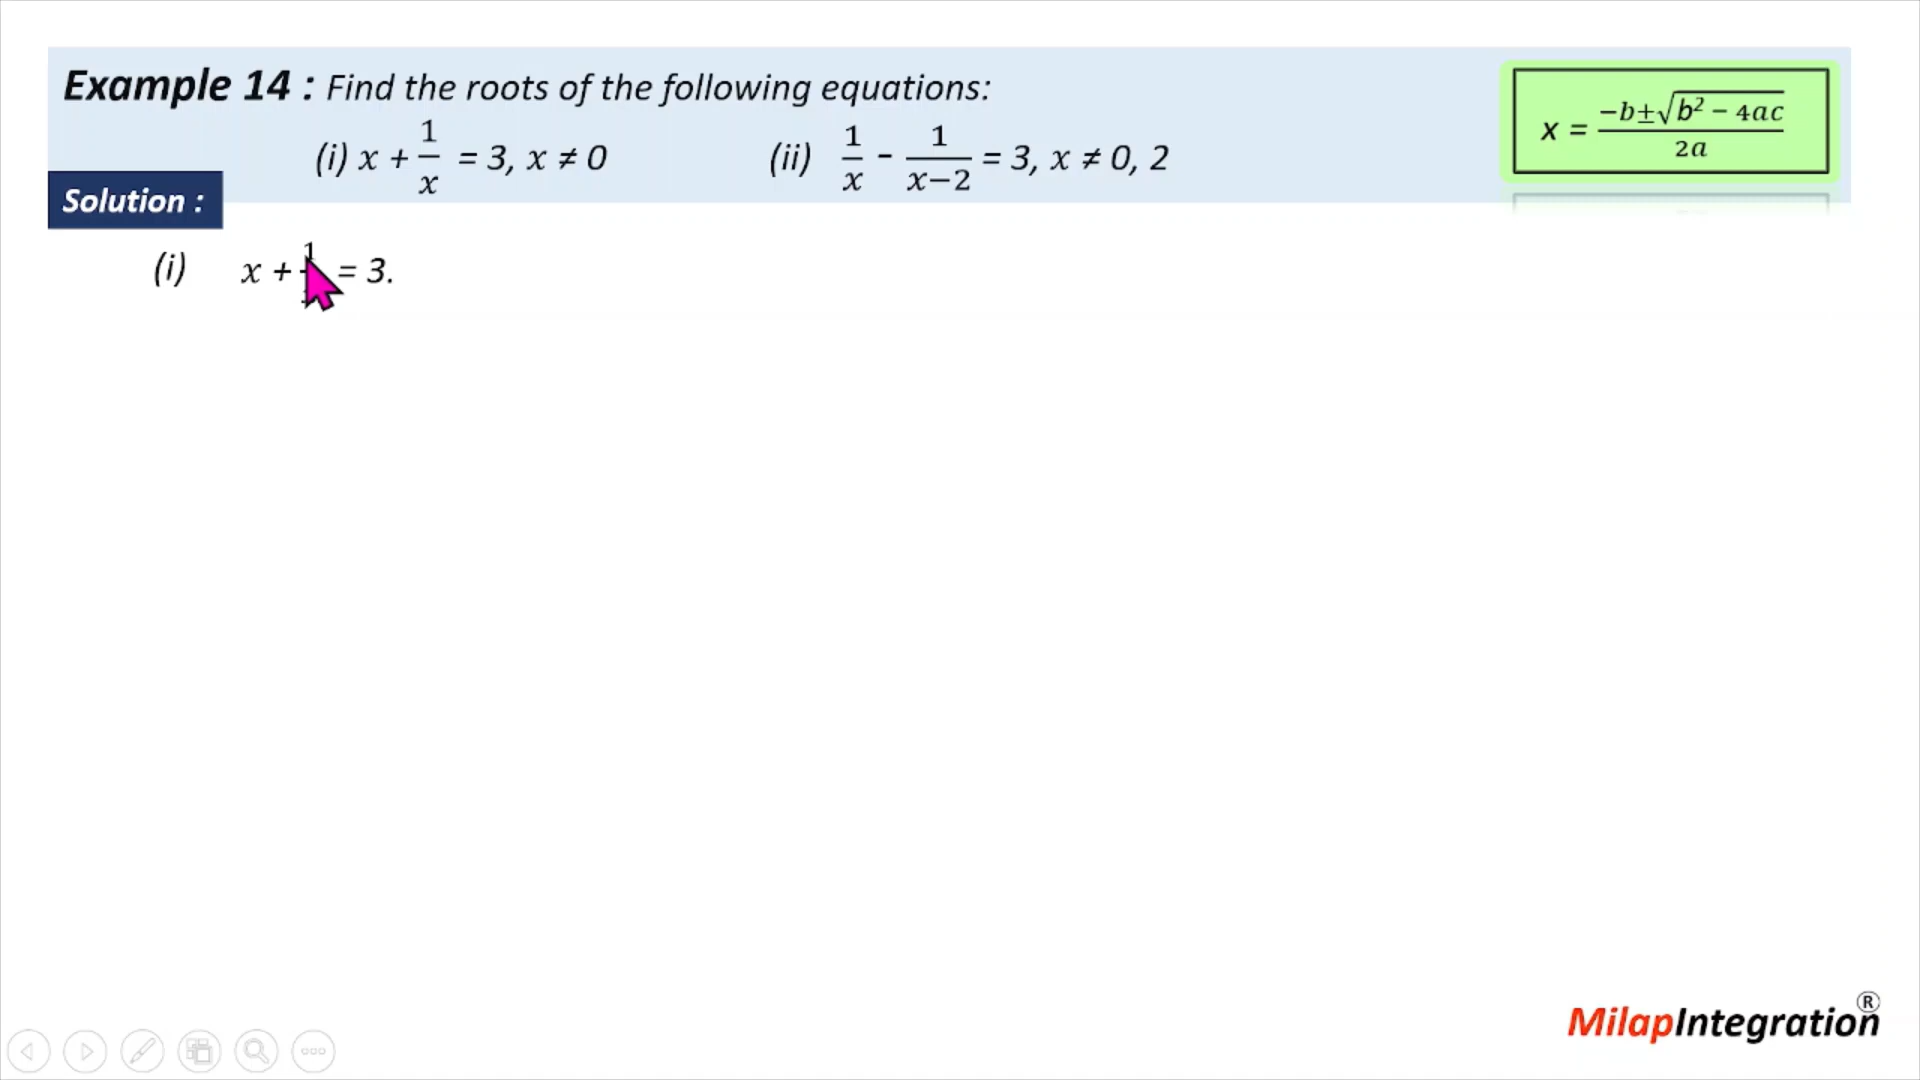 Example 14 : Find the roots of the following equations:
(i) x + 1/x = 3, x ≠ 0 (ii) 1/x - 1/(x−2) = 3, x ≠ 0, 2
x = (−b±√(b² − 4ac))/(2a)
Solution :
(i) x + 1/ = 3.
MilapIntegration®